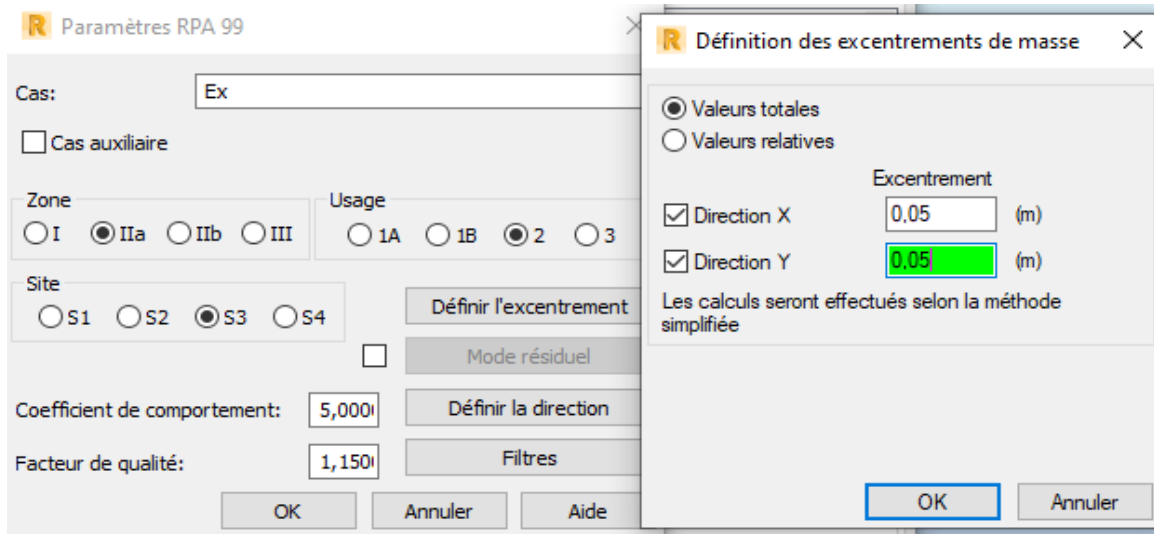 Paramètres RPA 99
Cas:
Ex
Cas auxiliaire
Zone
I IIa IIb III
Usage
1A 1B 2 3
Site
S1 S2 S3 S4
Définir l'excentrement
Mode résiduel
Coefficient de comportement:
5,000
Définir la direction
Facteur de qualité:
1,150
Filtres
OK Annuler Aide
Définition des excentrements de masse
Valeurs totales
Valeurs relatives
Excentrement
Direction X 0,05 (m)
Direction Y 0,05 (m)
Les calculs seront effectués selon la méthode
simplifiée
OK Annuler